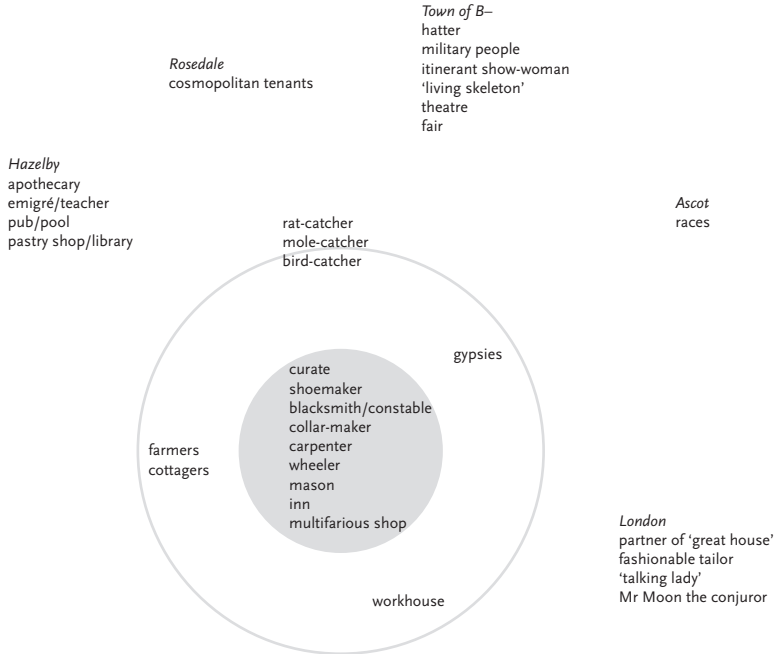 Town of B–
hatter
military people
itinerant show-woman
‘living skeleton’
theatre
fair
Rosedale
cosmopolitan tenants
Hazelby
apothecary
emigré/teacher
pub/pool
pastry shop/library
Ascot
races
rat-catcher
mole-catcher
bird-catcher
gypsies
curate
shoemaker
blacksmith/constable
collar-maker
carpenter
wheeler
mason
inn
multifarious shop
farmers
cottagers
workhouse
London
partner of ‘great house’
fashionable tailor
‘talking lady’
Mr Moon the conjuror